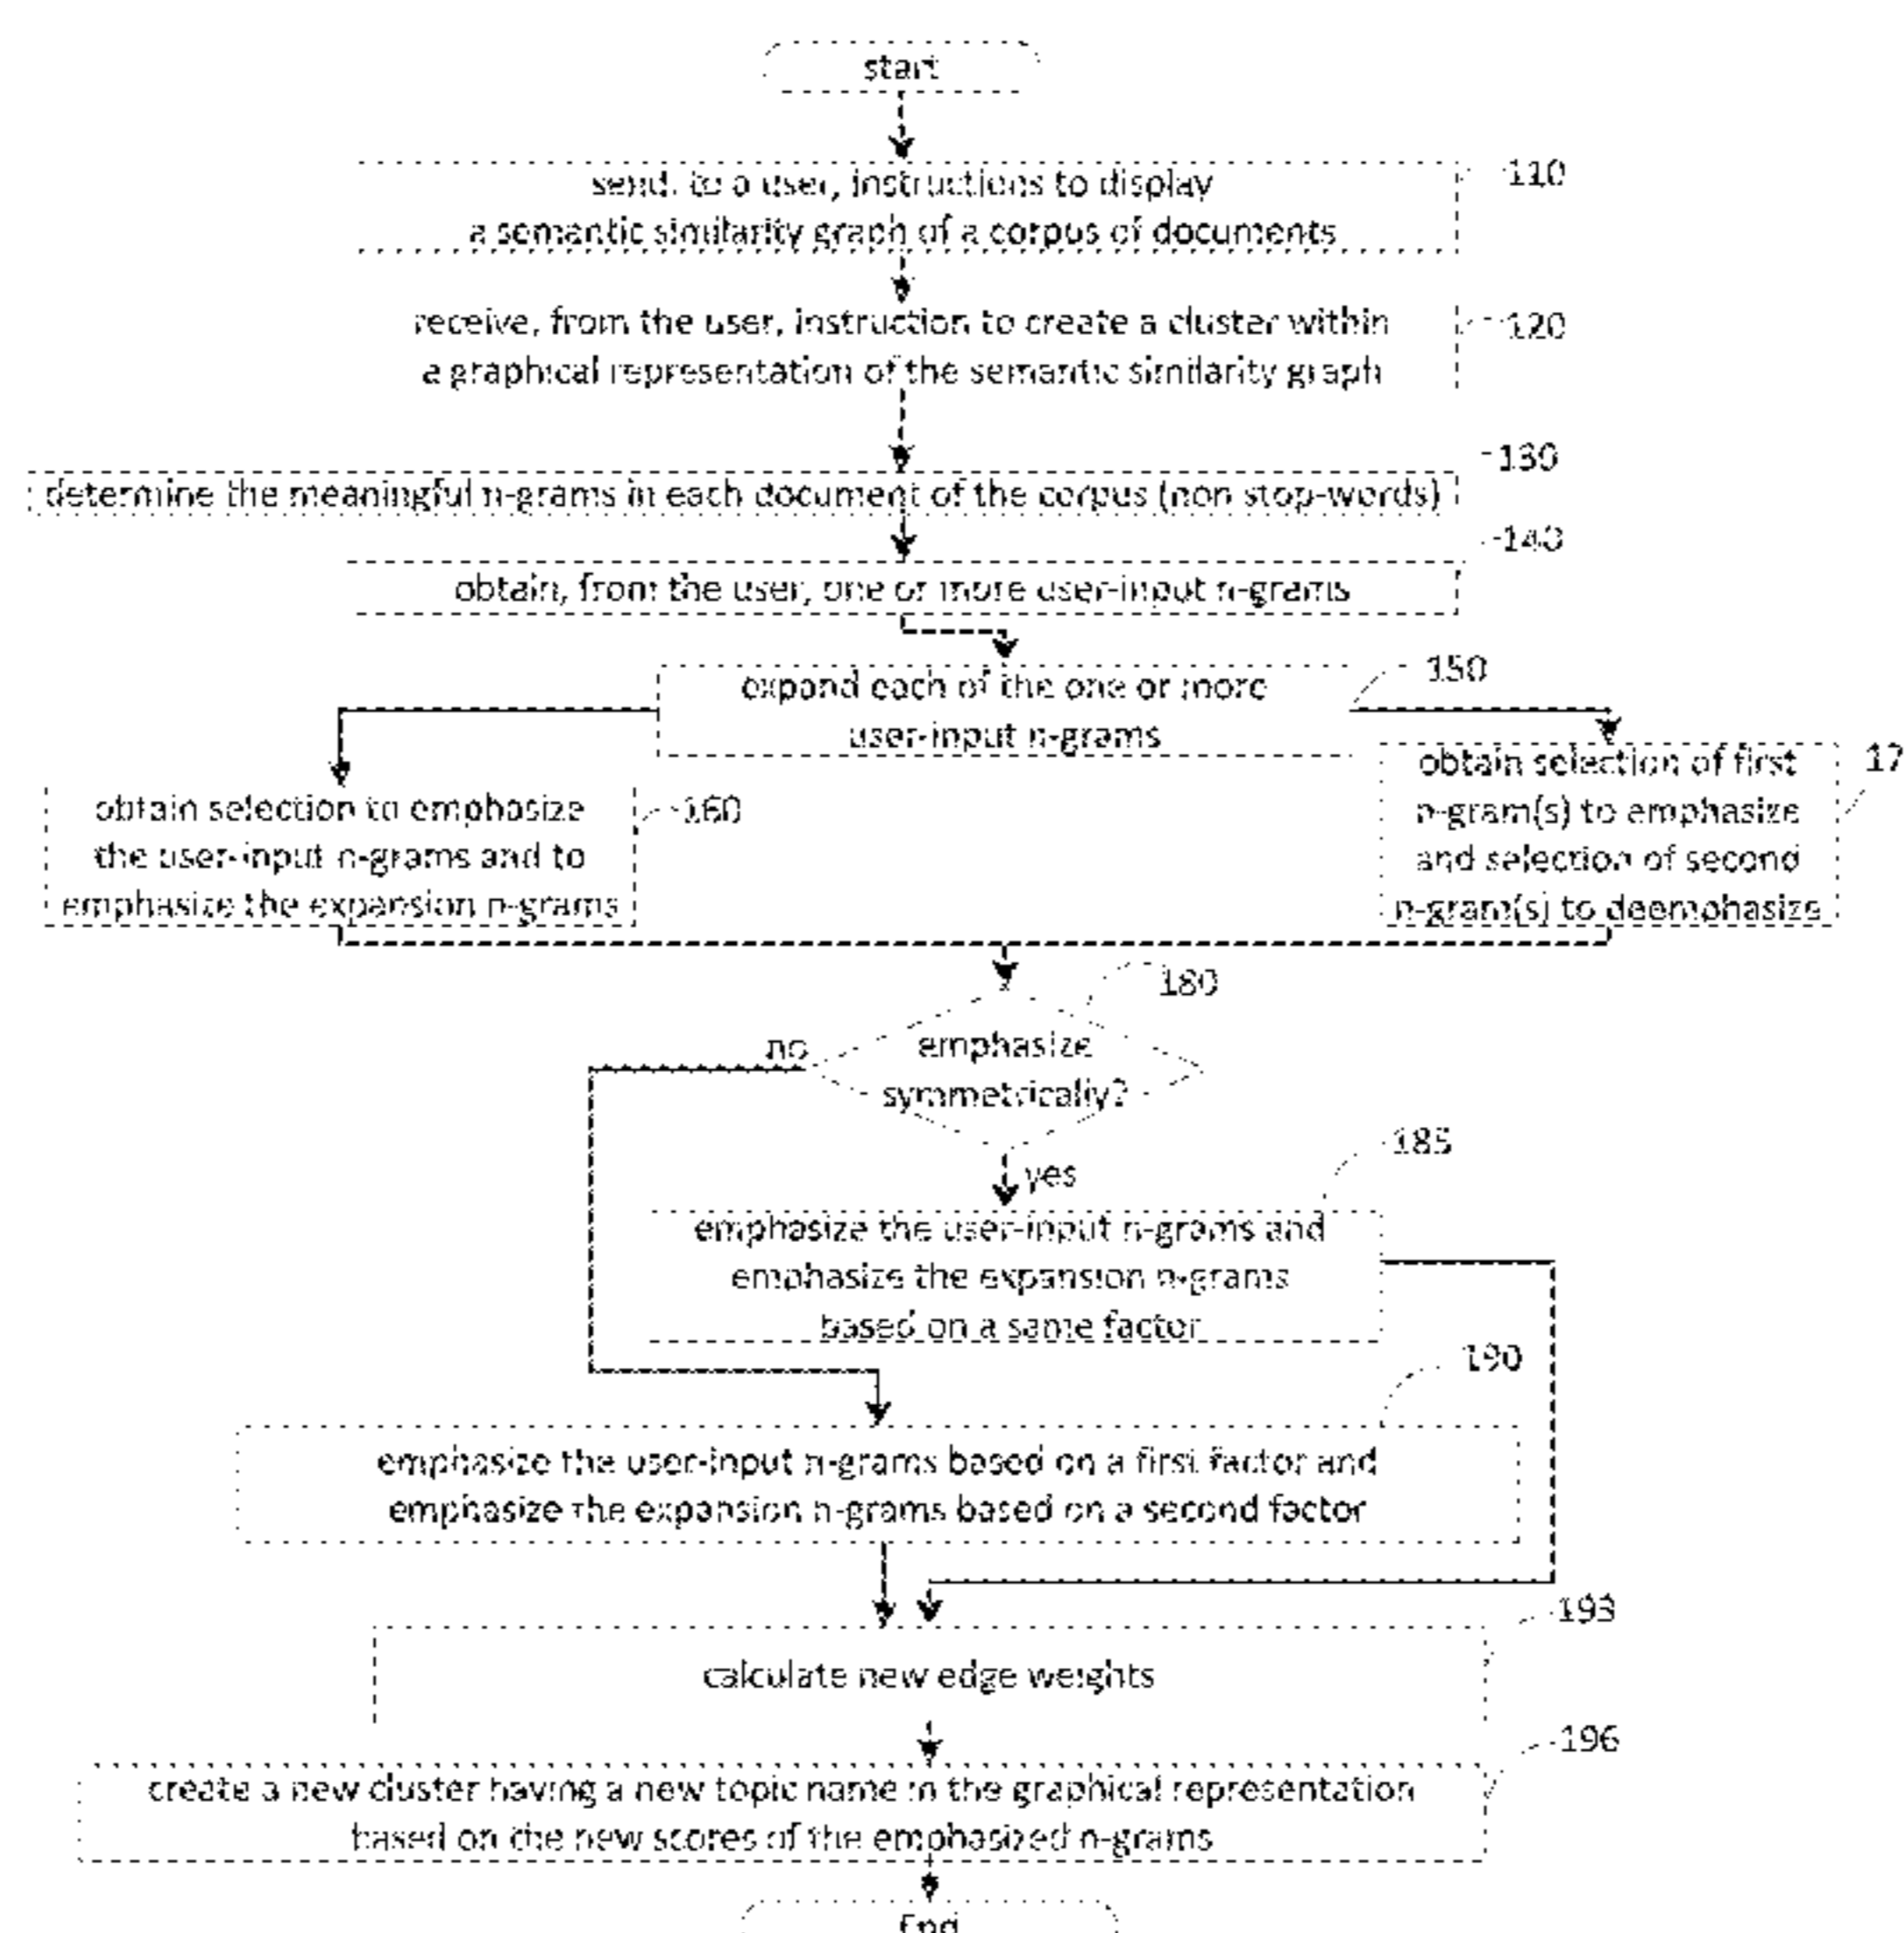 start
send, to a user, instructions to display
a semantic similarity graph of a corpus of documents
110
receive, from the user, instruction to create a cluster within
a graphical representation of the semantic similarity graph
120
130
determine the meaningful n-grams in each document of the corpus (non stop-words)
140
obtain, from the user, one or more user-input n-grams
150
expand each of the one or more
user-input n-grams
obtain selection to emphasize
the user-input n-grams and to
emphasize the expansion n-grams
160
obtain selection of first
n-gram(s) to emphasize
and selection of second
n-gram(s) to deemphasize
17
180
emphasize
symmetrically?
no
yes
185
emphasize the user-input n-grams and
emphasize the expansion n-grams
based on a same factor
190
emphasize the user-input n-grams based on a first factor and
emphasize the expansion n-grams based on a second factor
193
calculate new edge weights
196
create a new cluster having a new topic name in the graphical representation
based on the new scores of the emphasized n-grams
End